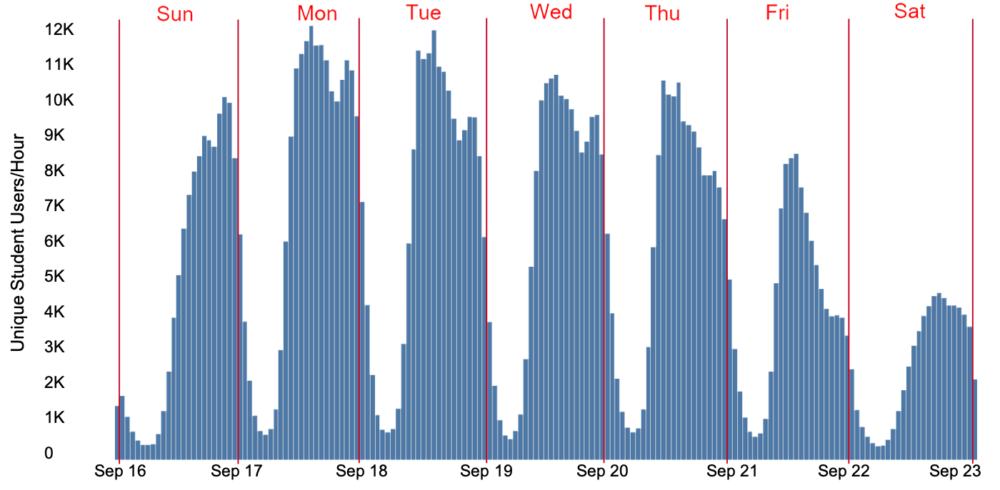 Sun Mon Tue Wed Thu Fri Sat
12K
11K
10K
9K
8K
7K
6K
5K
4K
3K
2K
1K
0
Unique Student Users/Hour
Sep 16 Sep 17 Sep 18 Sep 19 Sep 20 Sep 21 Sep 22 Sep 23